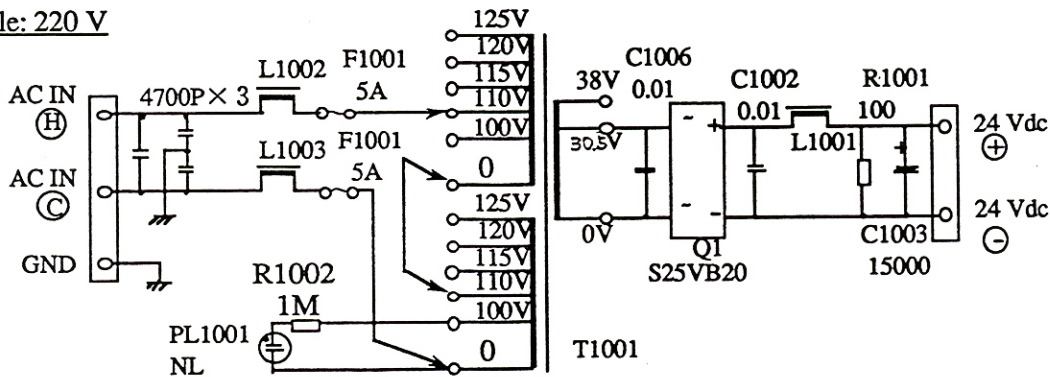 le: 220 V
AC IN
H
4700P × 3
L1002
F1001
5A
125V
120V
115V
110V
100V
0
AC IN
C
L1003
F1001
5A
GND
125V
120V
115V
110V
100V
0
R1002
1M
PL1001
NL
T1001
38V
30.5V
0V
C1006
0.01
~
+
~
-
Q1
S25VB20
C1002
0.01
L1001
R1001
100
+
C1003
15000
24 Vdc
+
24 Vdc
-